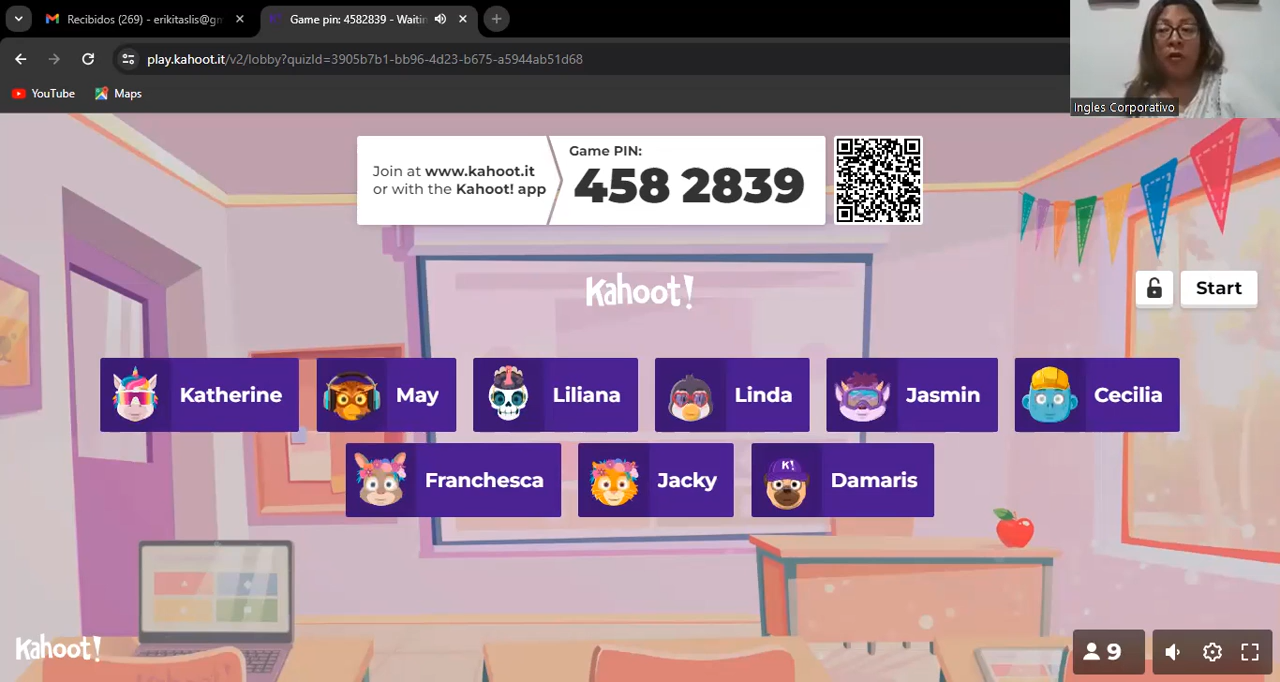 Recibidos (269) - erikitaslis@gm
Game pin: 4582839 - Waitin
play.kahoot.it/v2/lobby?quizId=3905b7b1-bb96-4d23-b675-a5944ab51d68
YouTube
Maps
Ingles Corporativo
Join at www.kahoot.it
or with the Kahoot! app
Game PIN:
458 2839
Kahoot!
Start
Katherine
May
Liliana
Linda
Jasmin
Cecilia
Franchesca
Jacky
K!
Damaris
Kahoot!
9